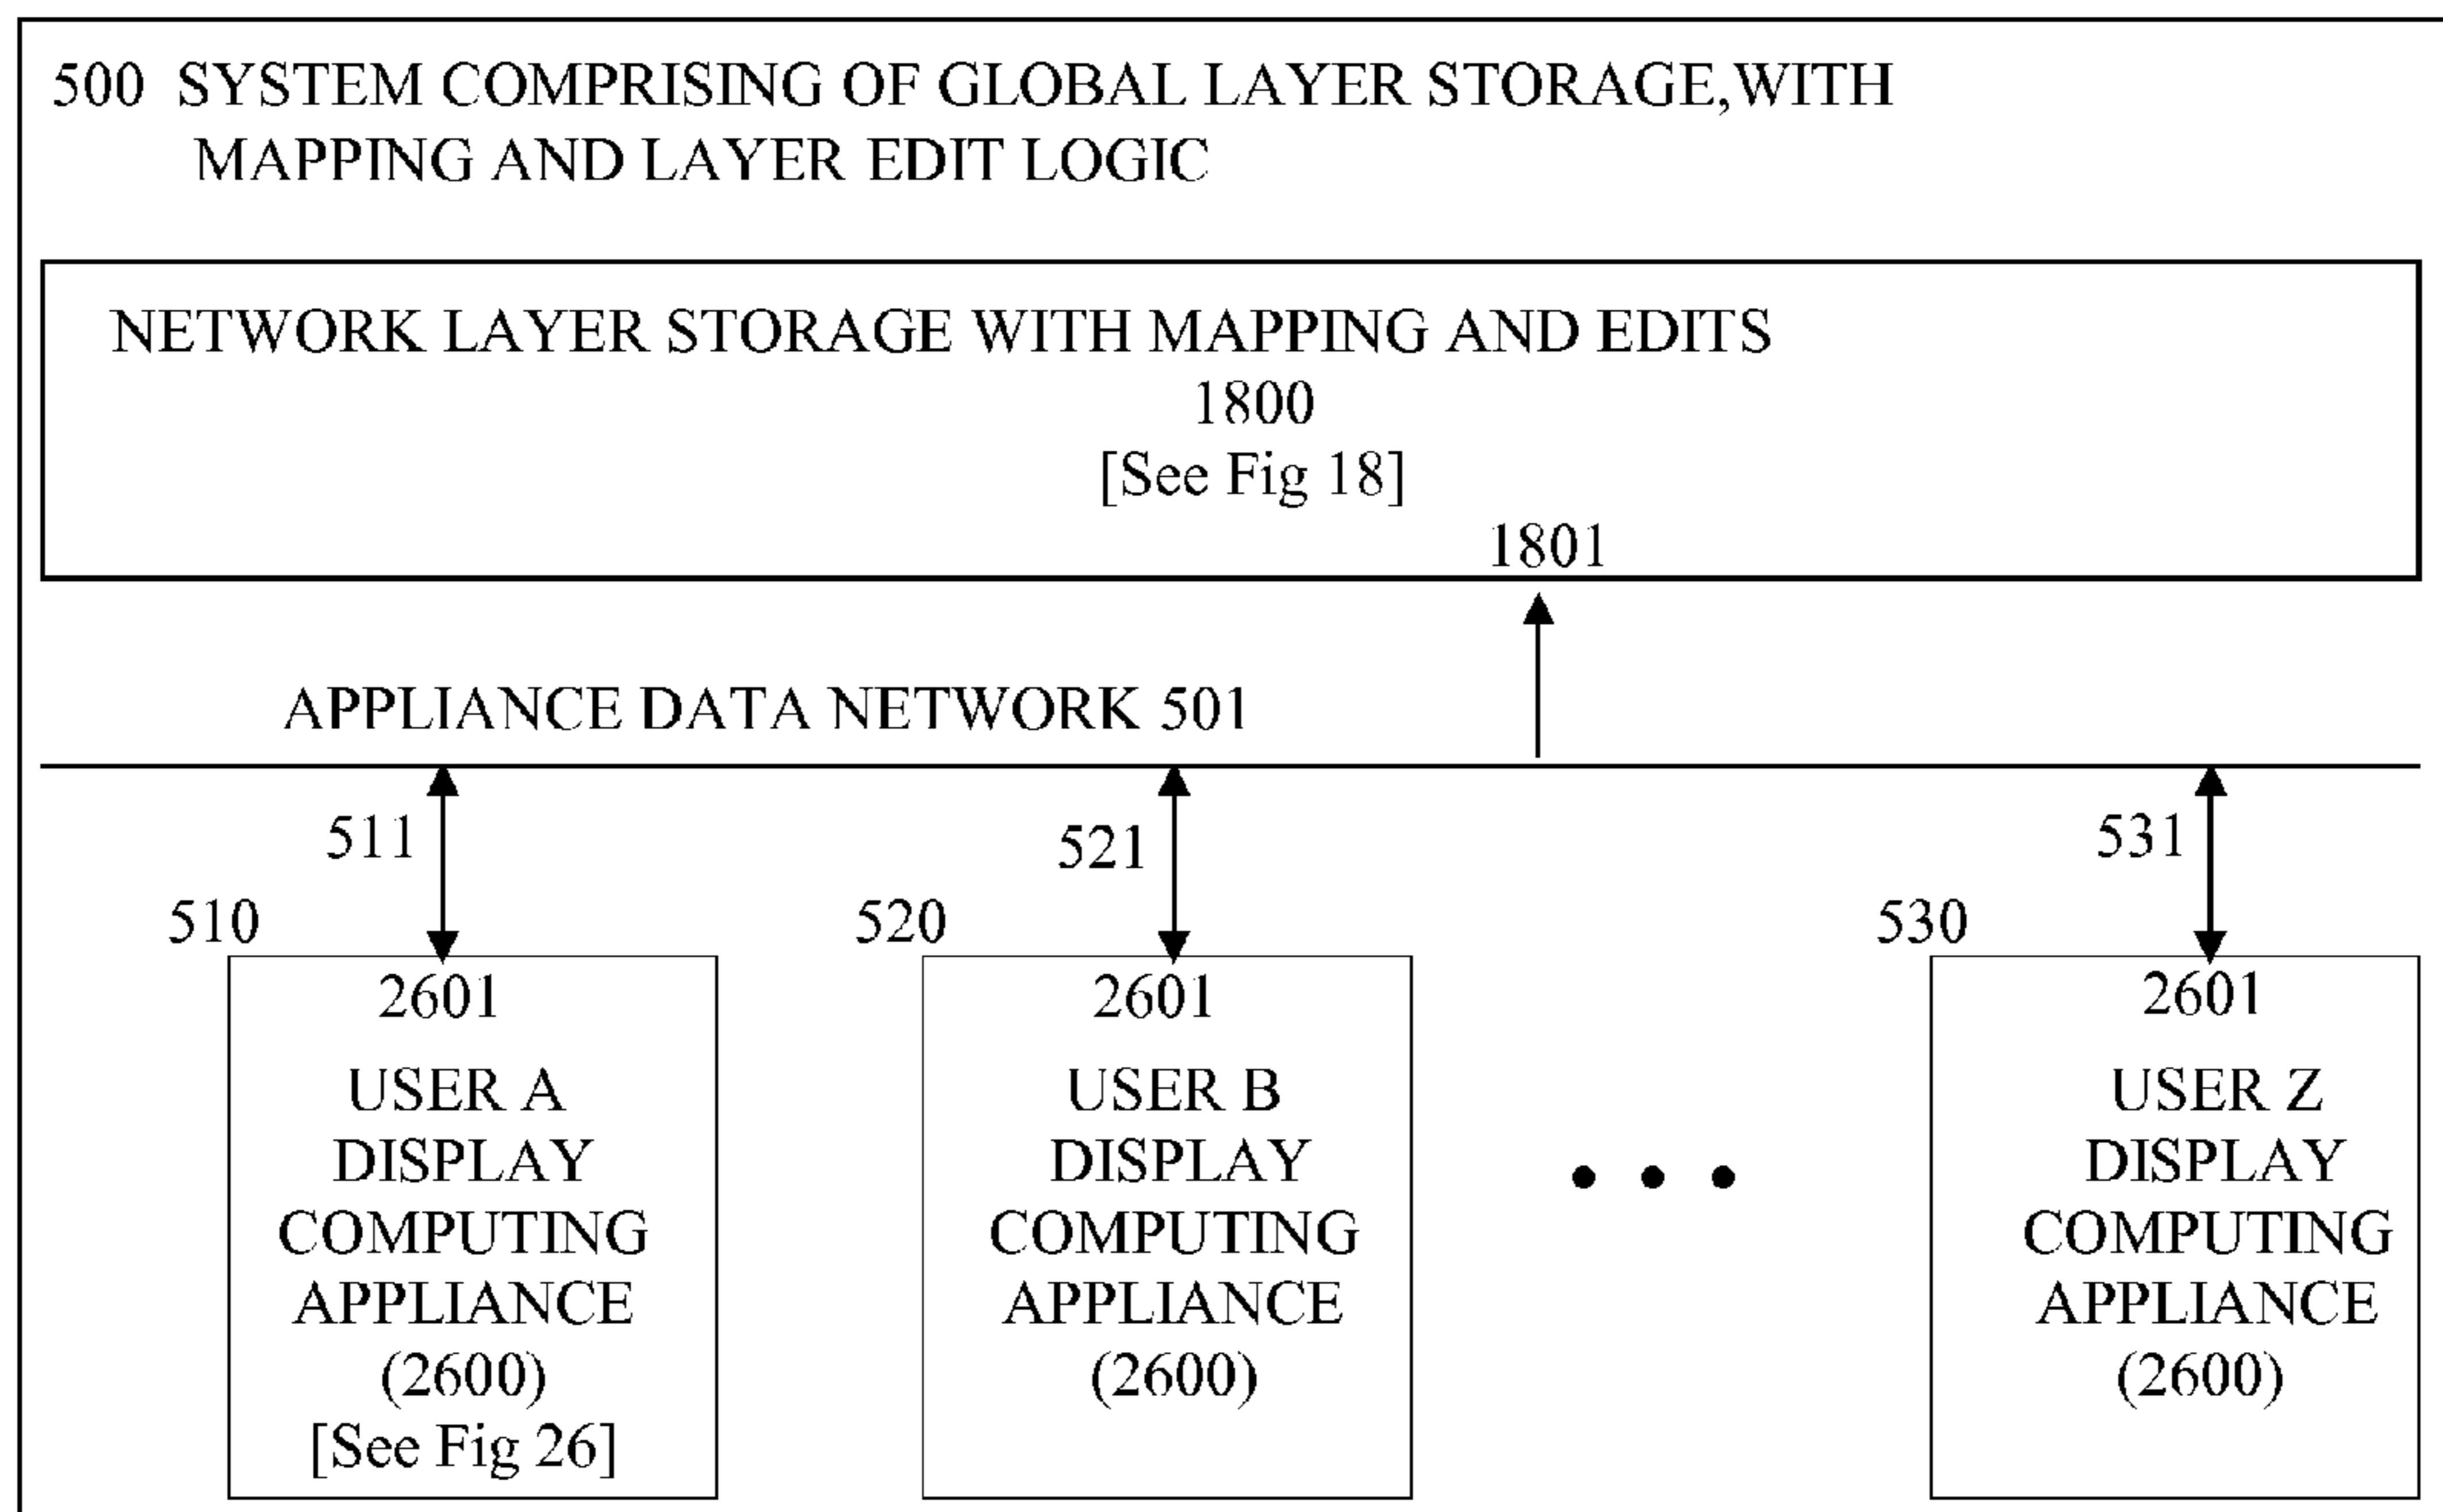 500 SYSTEM COMPRISING OF GLOBAL LAYER STORAGE,WITH
MAPPING AND LAYER EDIT LOGIC
NETWORK LAYER STORAGE WITH MAPPING AND EDITS
1800
[See Fig 18]
1801
APPLIANCE DATA NETWORK 501
511
521
531
510
520
530
2601
USER A
DISPLAY
COMPUTING
APPLIANCE
(2600)
[See Fig 26]
2601
USER B
DISPLAY
COMPUTING
APPLIANCE
(2600)
2601
USER Z
DISPLAY
COMPUTING
APPLIANCE
(2600)